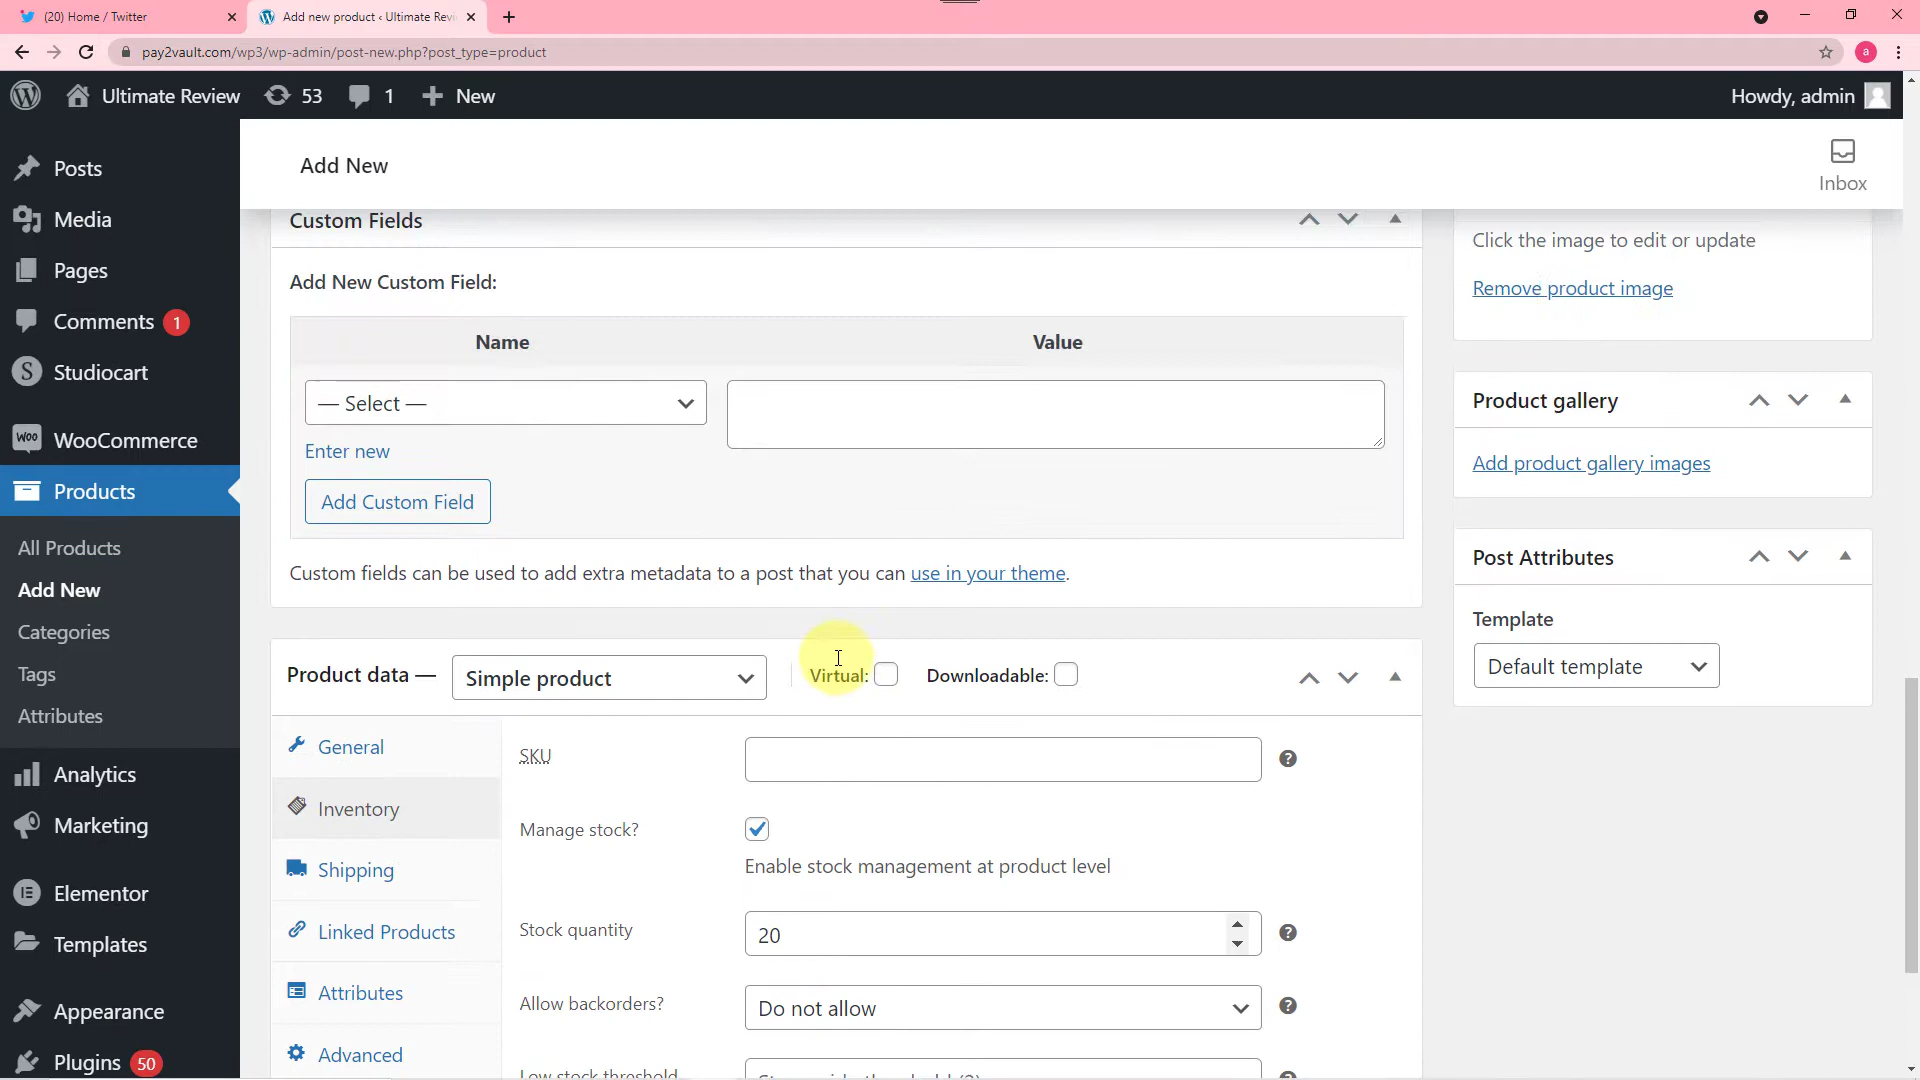 (20) Home / Twitter
Add new product ‹ Ultimate Revi
pay2vault.com/wp3/wp-admin/post-new.php?post_type=product
a
Ultimate Review
53
1
New
Howdy, admin
Add New
Inbox
Posts
Media
Pages
Comments 1
S Studiocart
Woo WooCommerce
Products
All Products
Add New
Categories
Tags
Attributes
Analytics
Marketing
Elementor
Templates
Appearance
Plugins 50
Custom Fields
Add New Custom Field:
Name
Value
— Select —
Enter new
Add Custom Field
Custom fields can be used to add extra metadata to a post that you can use in your theme.
Product data —
Simple product
Virtual:
Downloadable:
General
Inventory
Shipping
Linked Products
Attributes
Advanced
SKU
Manage stock?
Enable stock management at product level
Stock quantity
20
Allow backorders?
Do not allow
Low stock threshold
Click the image to edit or update
Remove product image
Product gallery
Add product gallery images
Post Attributes
Template
Default template